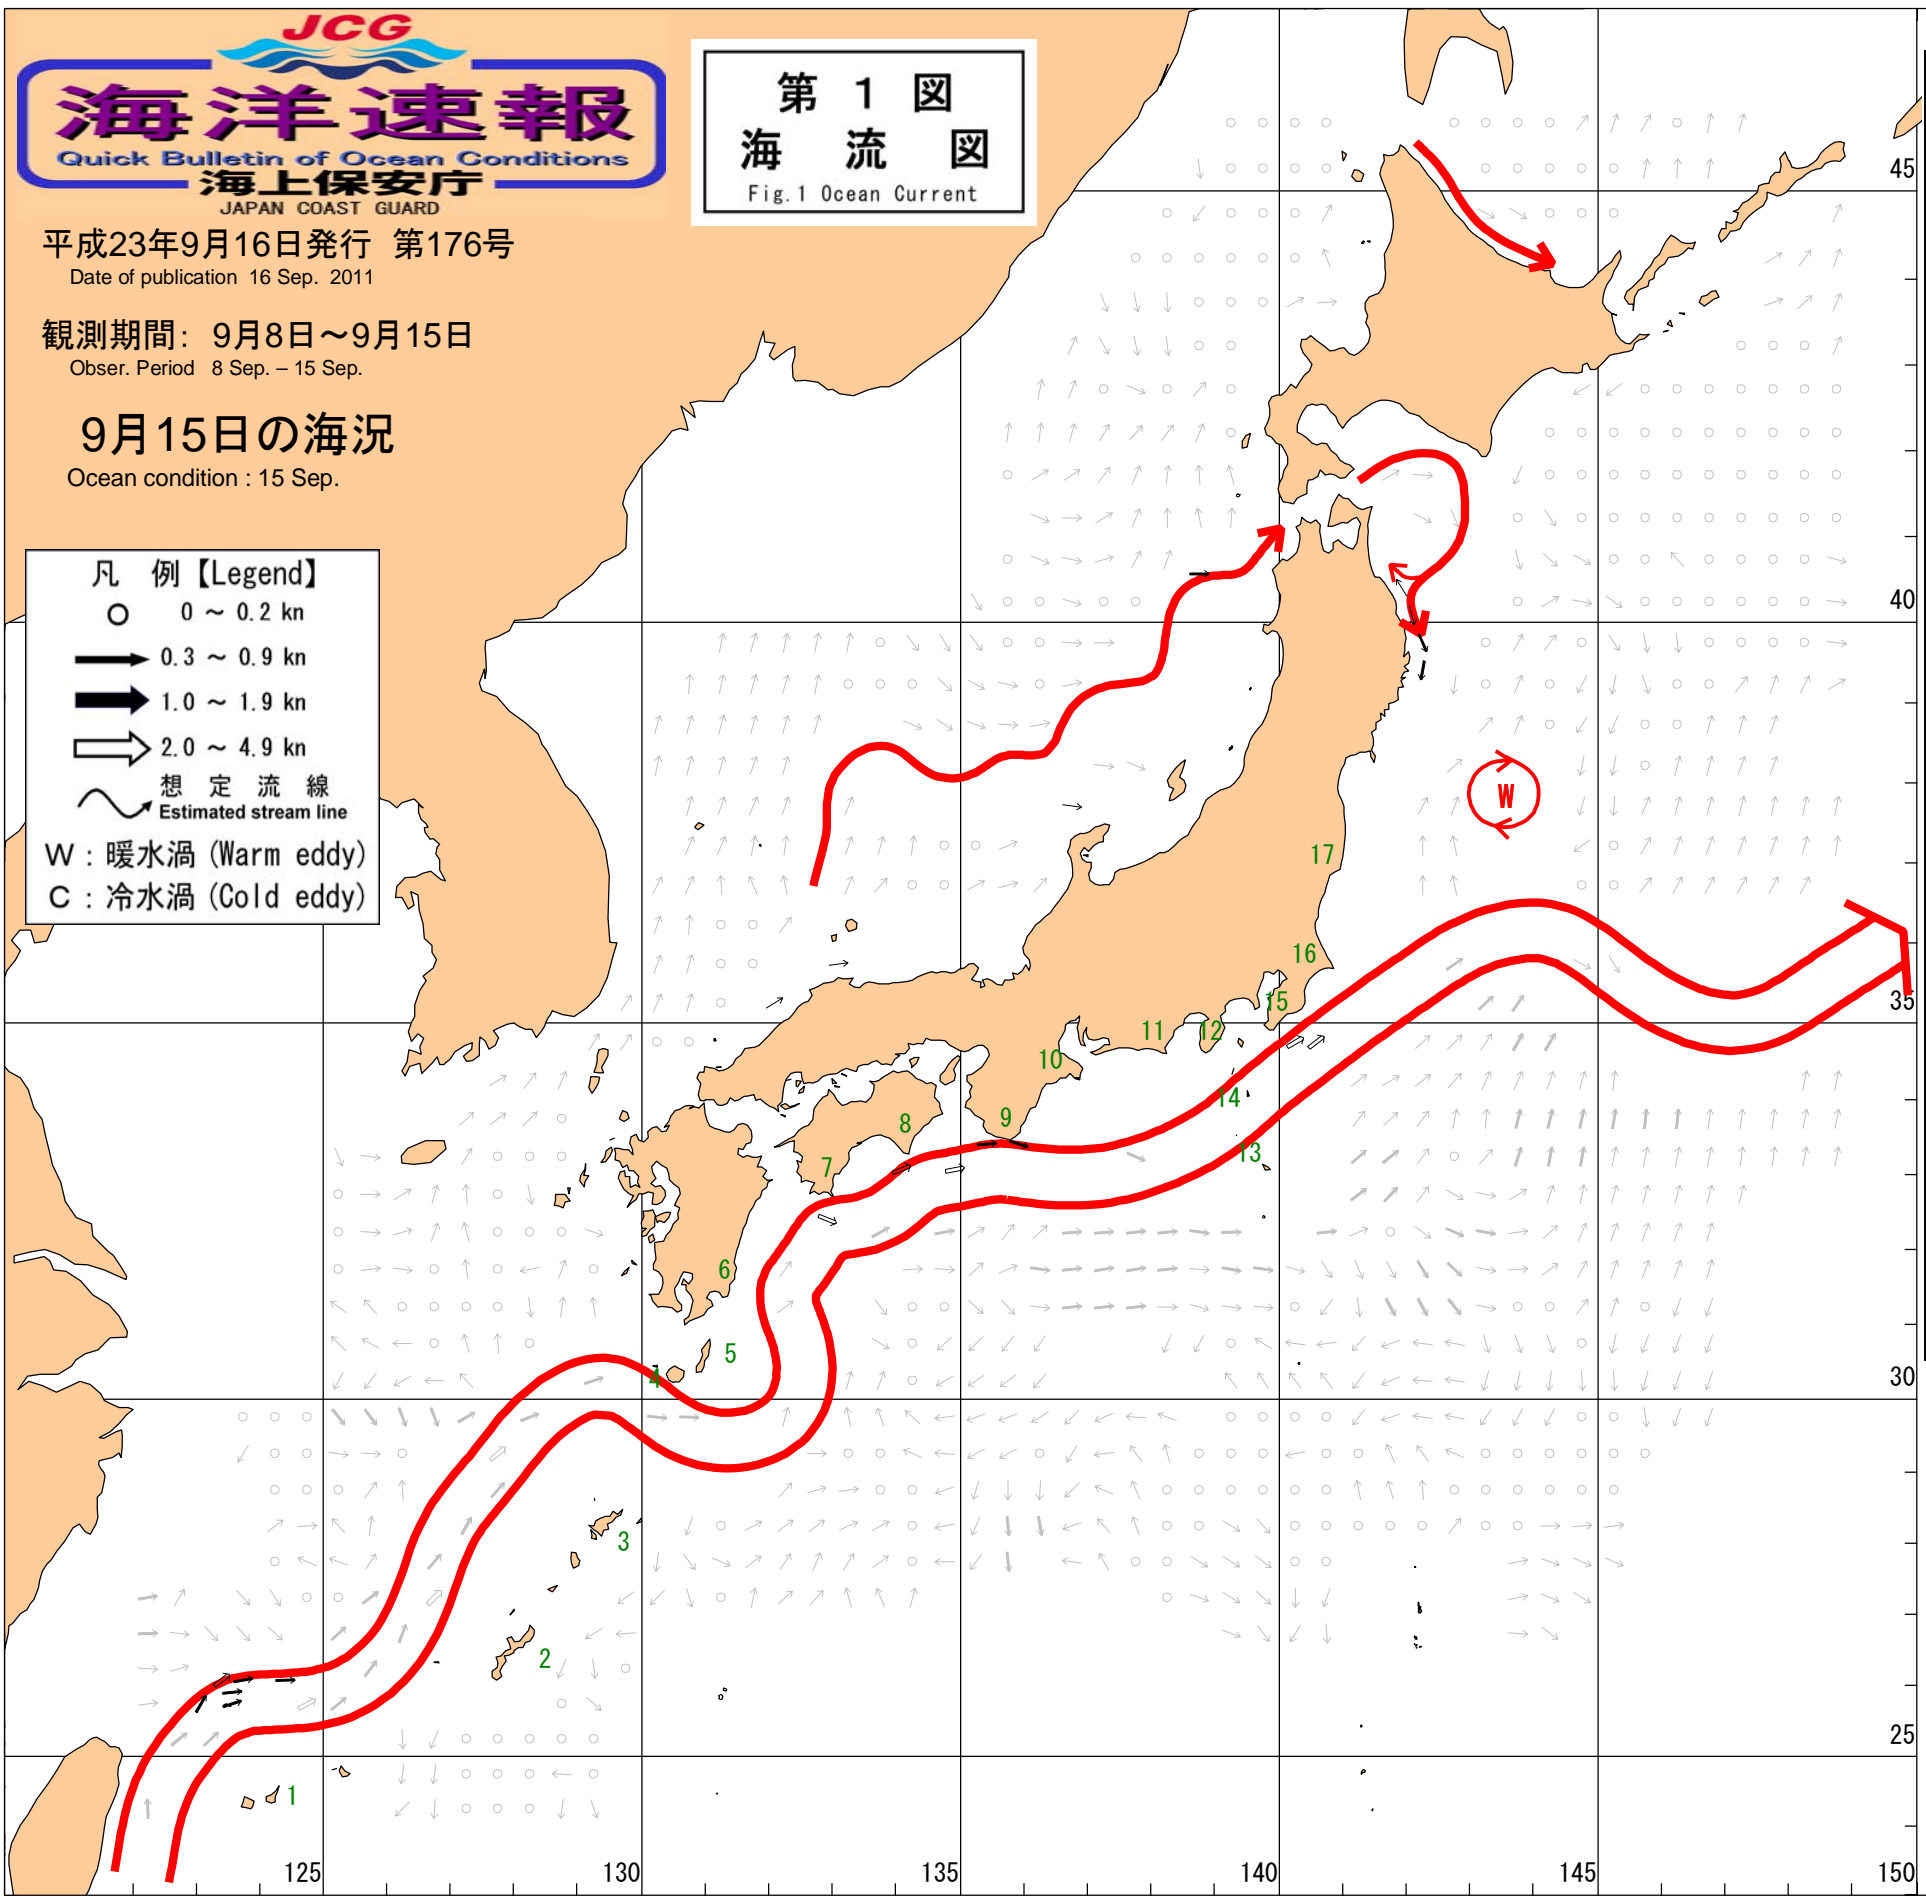 JCG
海洋速報
Quick Bulletin of Ocean Conditions
海上保安庁
JAPAN COAST GUARD
第 1 図
海 流 図
Fig.1 Ocean Current
平成23年9月16日発行 第176号
Date of publication 16 Sep. 2011
観測期間: 9月8日～9月15日
Obser. Period 8 Sep. – 15 Sep.
9月15日の海況
Ocean condition : 15 Sep.
凡 例【Legend】
0 ～ 0.2 kn
0.3 ～ 0.9 kn
1.0 ～ 1.9 kn
2.0 ～ 4.9 kn
想 定 流 線
Estimated stream line
W : 暖水渦 (Warm eddy)
C : 冷水渦 (Cold eddy)
45
40
W
17
16
35
15
11
12
10
14
9
8
13
7
6
5
4
30
3
2
25
1
125
130
135
140
145
150